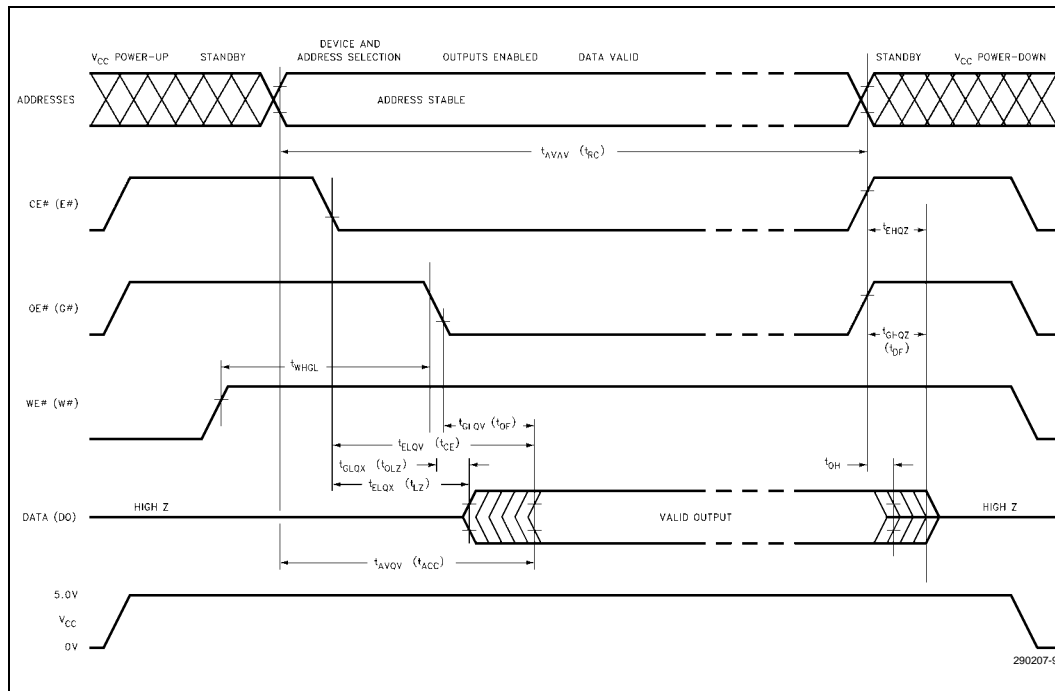 DEVICE AND
VCC POWER-UP STANDBY ADDRESS SELECTION OUTPUTS ENABLED DATA VALID STANDBY VCC POWER-DOWN
ADDRESSES ADDRESS STABLE
tAVAV (tRC)
CE# (E#)
tEHQZ
OE# (G#)
tGHQZ
(tDF)
tWHGL
WE# (W#)
tGLQV (tOE)
tELQV (tCE)
tGLQX (tOLZ) tOH
tELQX (tLZ)
HIGH Z HIGH Z
DATA (DQ) VALID OUTPUT
tAVQV (tACC)
5.0V
VCC
0V
290207-9